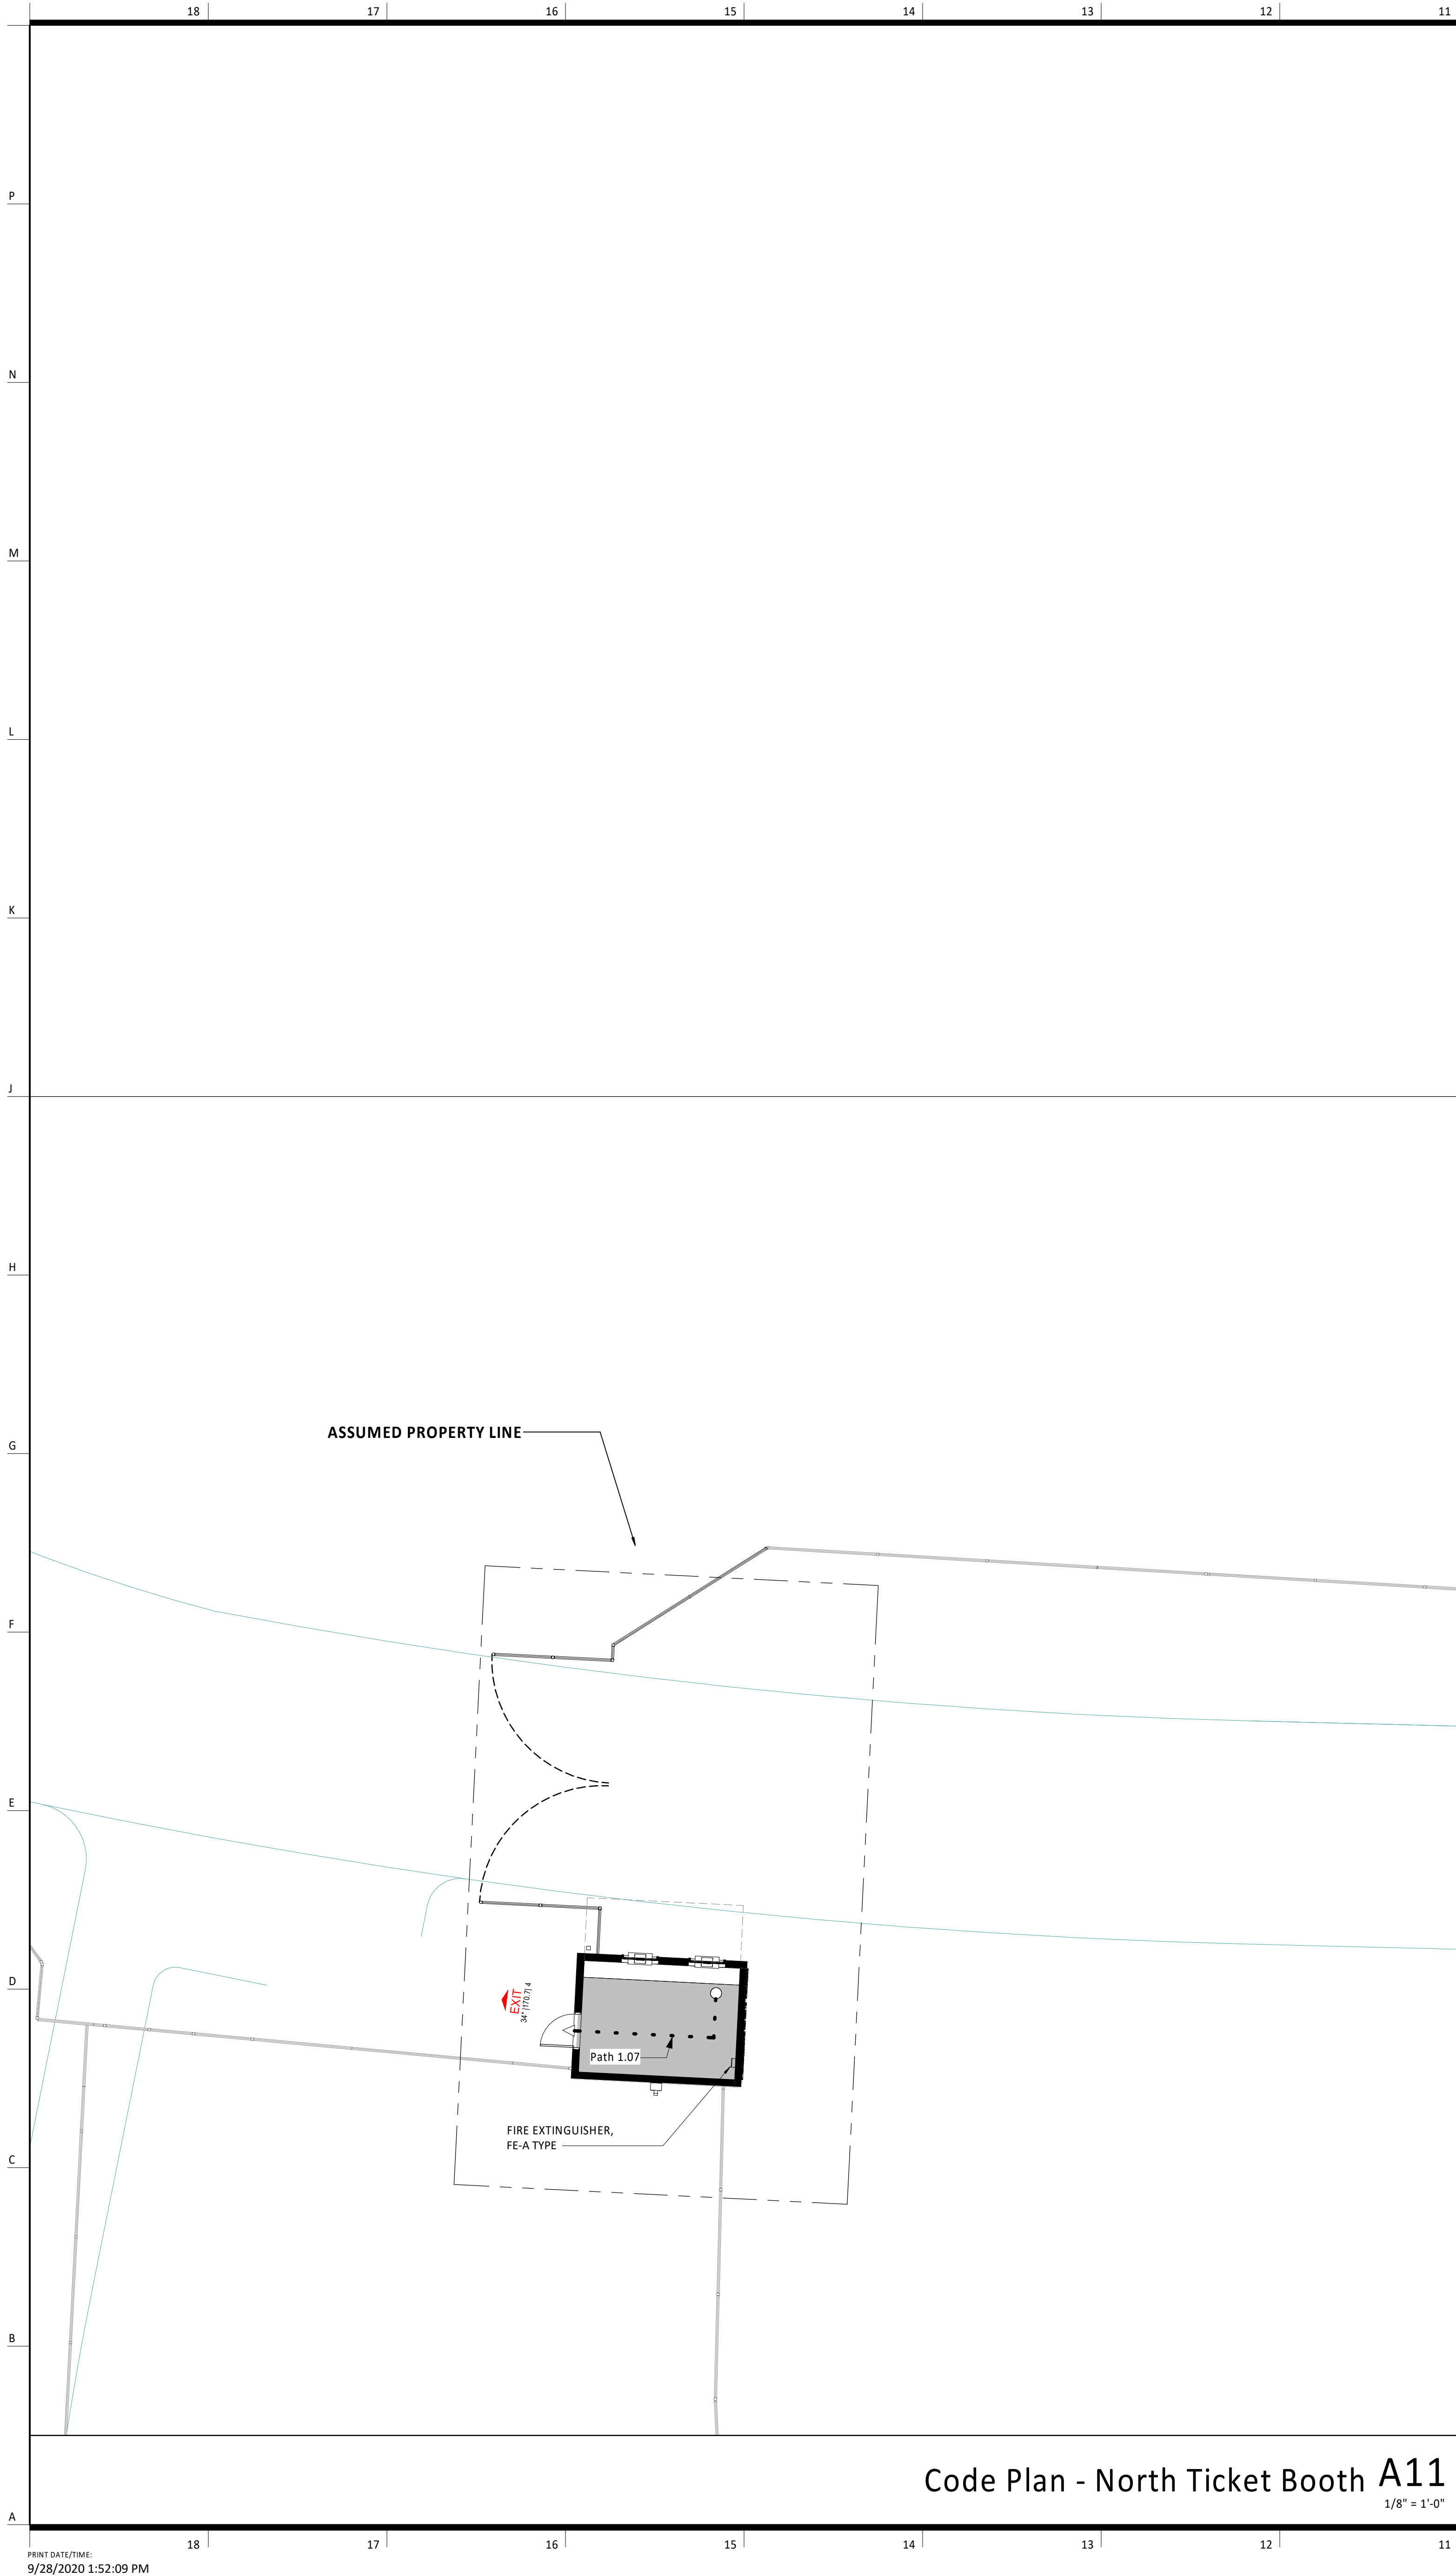 18 17 16 15 14 13 12 11
P
N
M
L
K
J
H
ASSUMED PROPERTY LINE
G
F
E
D
EXIT
34" |170.7| 4
Path 1.07
FIRE EXTINGUISHER,
FE-A TYPE
C
B
Code Plan - North Ticket Booth A11
1/8" = 1'-0"
A
18 17 16 15 14 13 12 11
PRINT DATE/TIME:
9/28/2020 1:52:09 PM